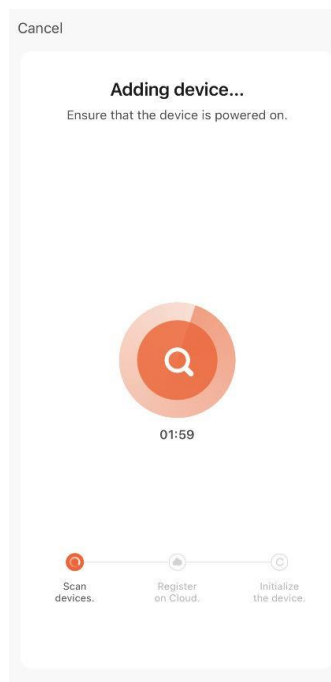 Cancel
Adding device...
Ensure that the device is powered on.
01:59
Scan
devices.
Register
on Cloud.
Initialize
the device.